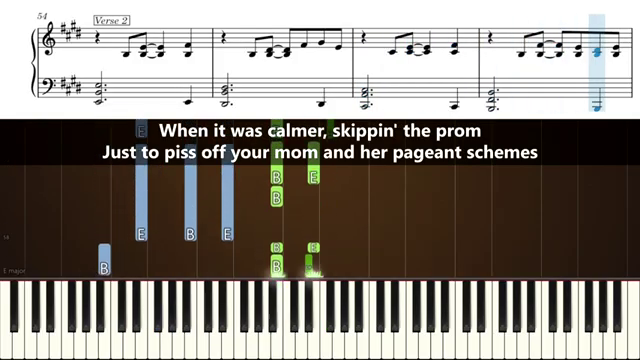 54
Verse 2
E
When it was calmer, skippin' the prom
Just to piss off your mom and her pageant schemes
B E
B
E B E
B B
B B
E major